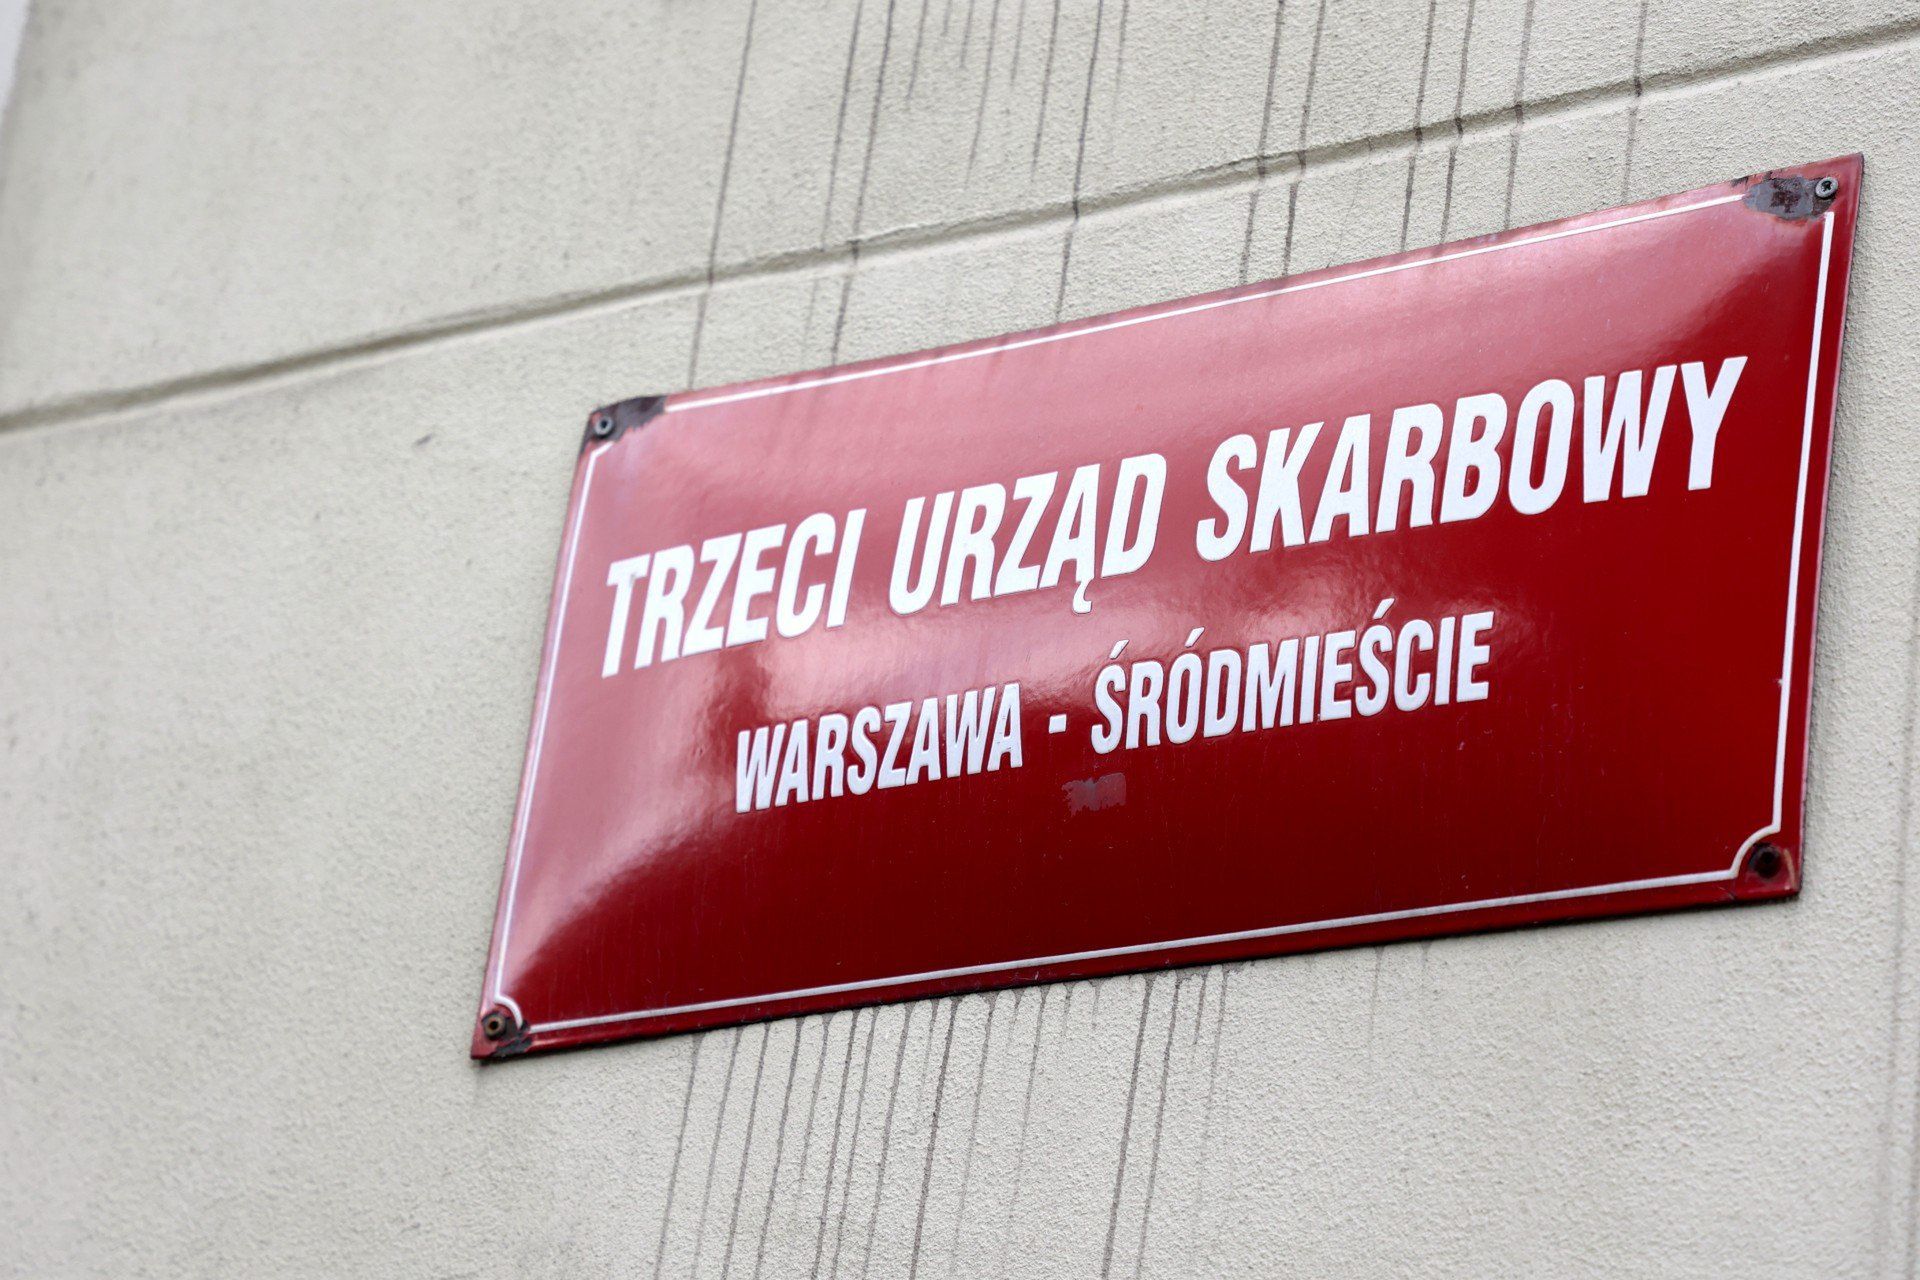 TRZECI URZĄD SKARBOWY
WARSZAWA - ŚRÓDMIEŚCIE